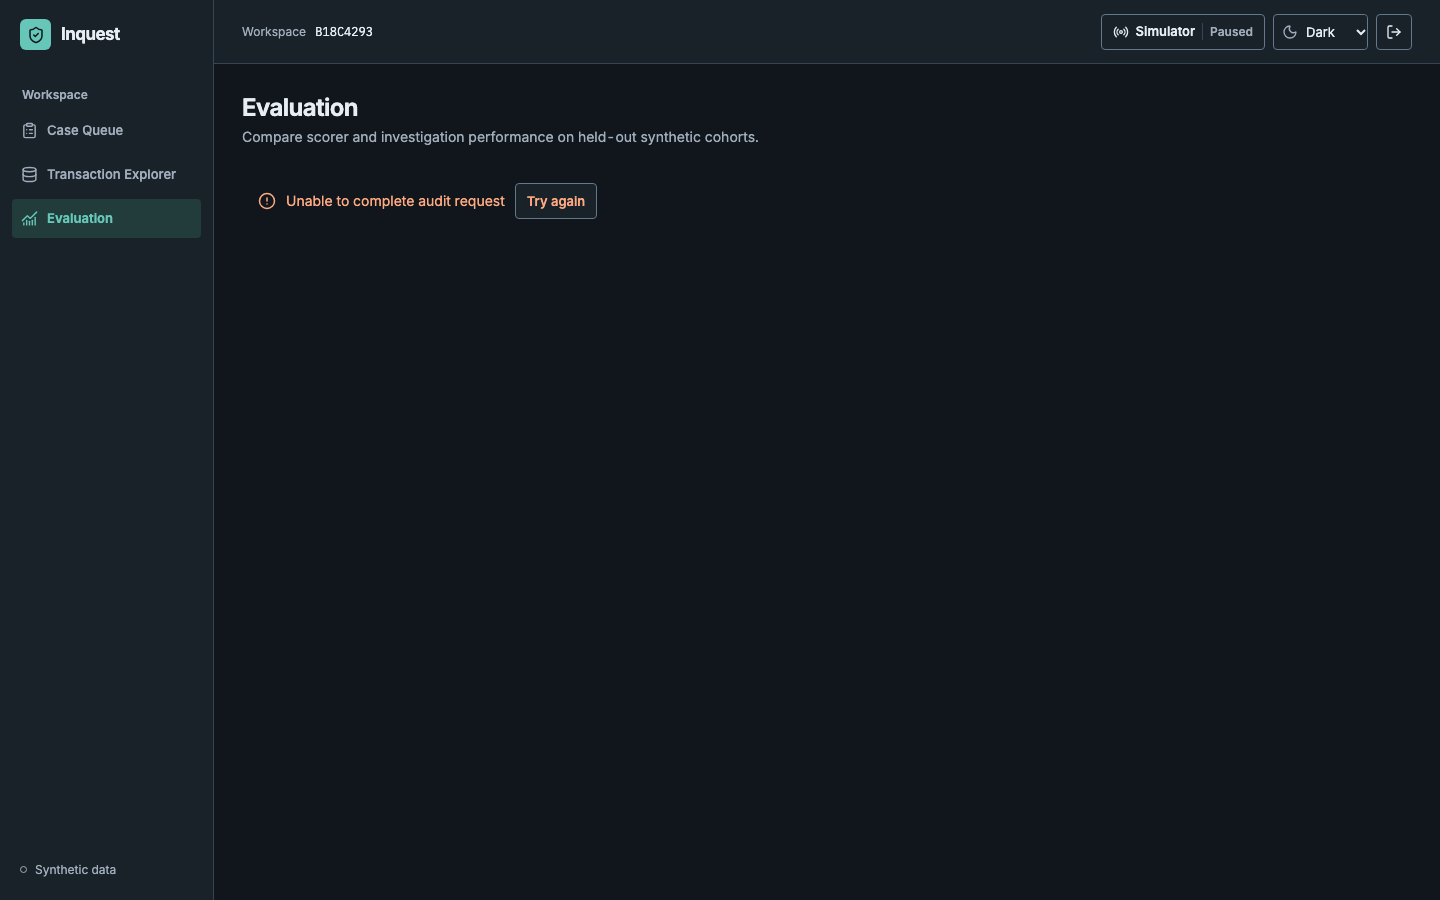 Inquest
Workspace
Case Queue
Transaction Explorer
Evaluation
Synthetic data
Workspace B18C4293
Simulator Paused
Dark
Evaluation
Compare scorer and investigation performance on held-out synthetic cohorts.
Unable to complete audit request
Try again